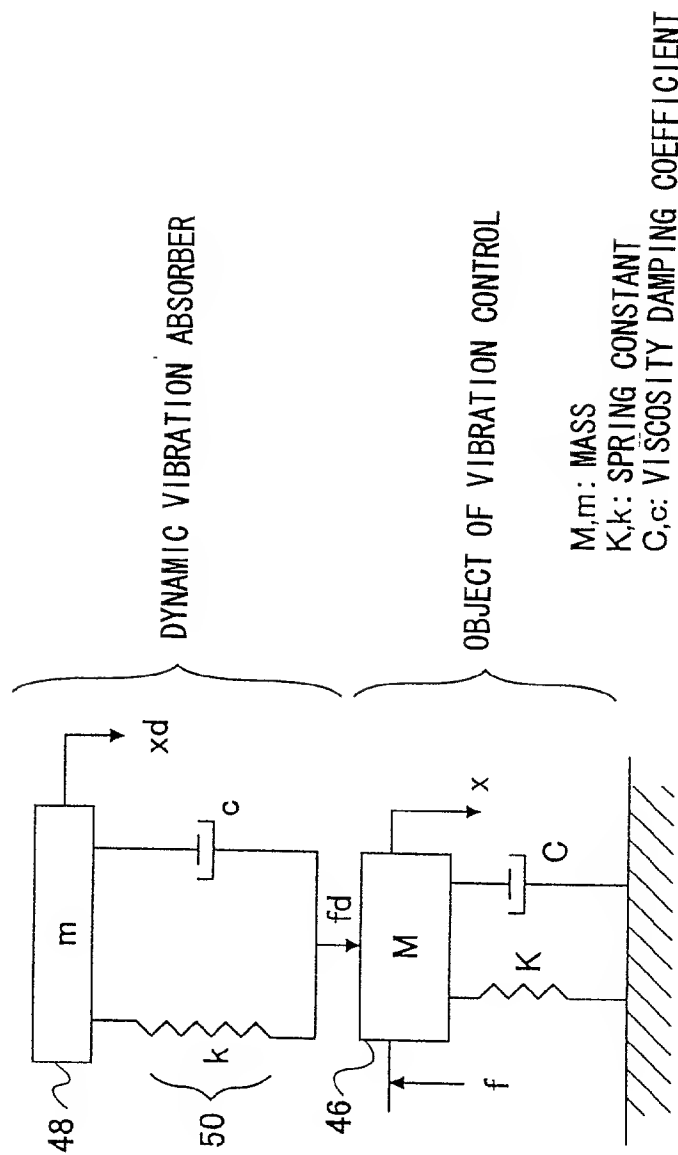 48
m
xd
50
k
c
DYNAMIC VIBRATION ABSORBER
fd
46
M
x
f
K
C
OBJECT OF VIBRATION CONTROL
M,m: MASS
K,k: SPRING CONSTANT
C,c: VISCOSITY DAMPING COEFFICIENT